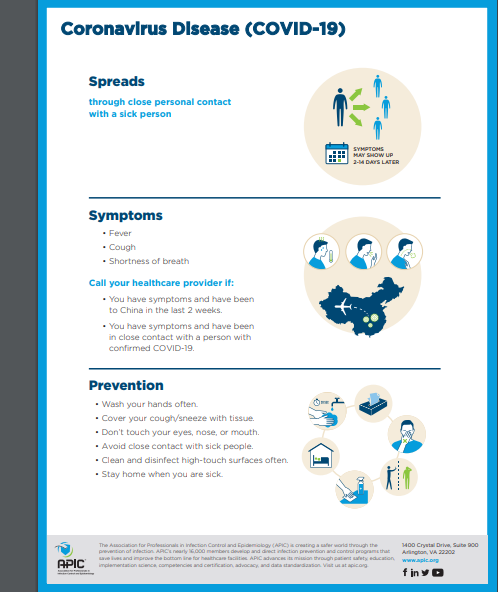 Coronavirus Disease (COVID-19)
Spreads
through close personal contact
with a sick person
SYMPTOMS
MAY SHOW UP
2-14 DAYS LATER
Symptoms
• Fever
• Cough
• Shortness of breath
Call your healthcare provider if:
• You have symptoms and have been
to China in the last 2 weeks.
• You have symptoms and have been
in close contact with a person with
confirmed COVID-19.
Prevention
• Wash your hands often.
• Cover your cough/sneeze with tissue.
• Don't touch your eyes, nose, or mouth.
• Avoid close contact with sick people.
• Clean and disinfect high-touch surfaces often.
• Stay home when you are sick.
APIC
The Association for Professionals in Infection Control and Epidemiology (APIC) is creating a safer world through the
prevention of infection. APIC's nearly 16,000 members develop and direct infection prevention and control programs that
save lives and improve the bottom line for healthcare facilities. APIC advances its mission through patient safety, education,
implementation science, competencies and certification, advocacy, and data standardization. Visit us at apic.org.
1400 Crystal Drive, Suite 900
Arlington, VA 22202
www.apic.org